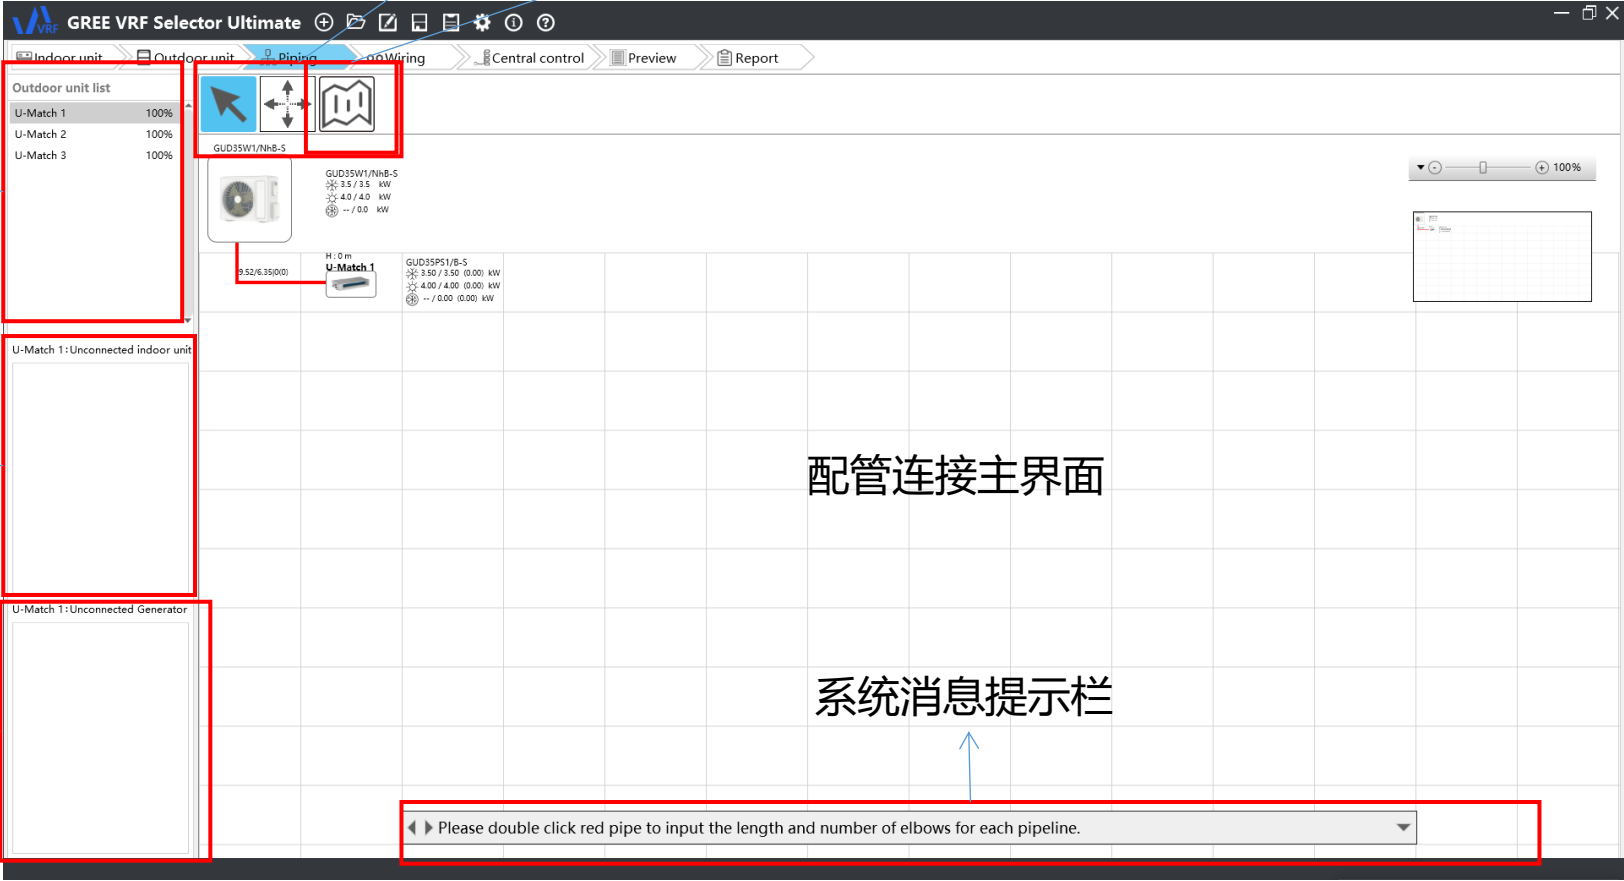 VRF GREE VRF Selector Ultimate
Indoor unit Outdoor unit Piping Wiring Central control Preview Report
Outdoor unit list
U-Match 1 100%
U-Match 2 100%
U-Match 3 100%
GUD35W1/NhB-S
GUD35W1/NhB-S
3.5 / 3.5 kW
4.0 / 4.0 kW
-- / 0.0 kW
100%
9.52/6.35(0(0)
H : 0 m
U-Match 1
GUD35PS1/B-S
3.50 / 3.50 (0.00) kW
4.00 / 4.00 (0.00) kW
-- / 0.00 (0.00) kW
U-Match 1:Unconnected indoor unit
配管连接主界面
U-Match 1:Unconnected Generator
系统消息提示栏
Please double click red pipe to input the length and number of elbows for each pipeline.